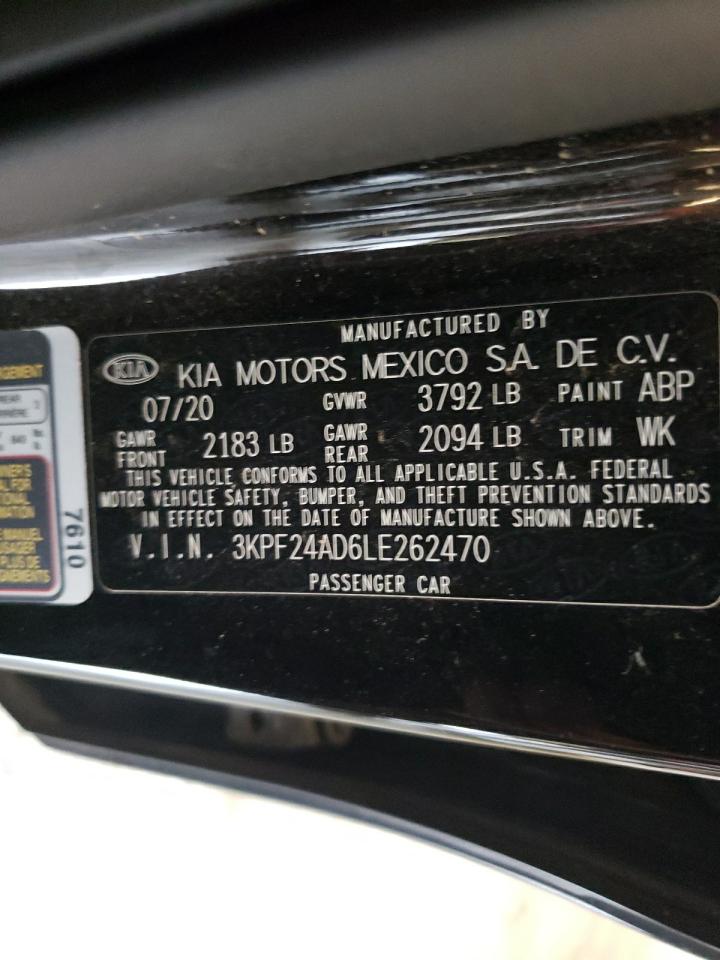 MANUFACTURED BY
KIA KIA MOTORS MEXICO S.A. DE C.V.
07/20 GVWR 3792 LB PAINT ABP
GAWR FRONT 2183 LB GAWR REAR 2094 LB TRIM WK
THIS VEHICLE CONFORMS TO ALL APPLICABLE U.S.A. FEDERAL
MOTOR VEHICLE SAFETY, BUMPER, AND THEFT PREVENTION STANDARDS
IN EFFECT ON THE DATE OF MANUFACTURE SHOWN ABOVE.
V.I.N. 3KPF24AD6LE262470
PASSENGER CAR
REAR
7610